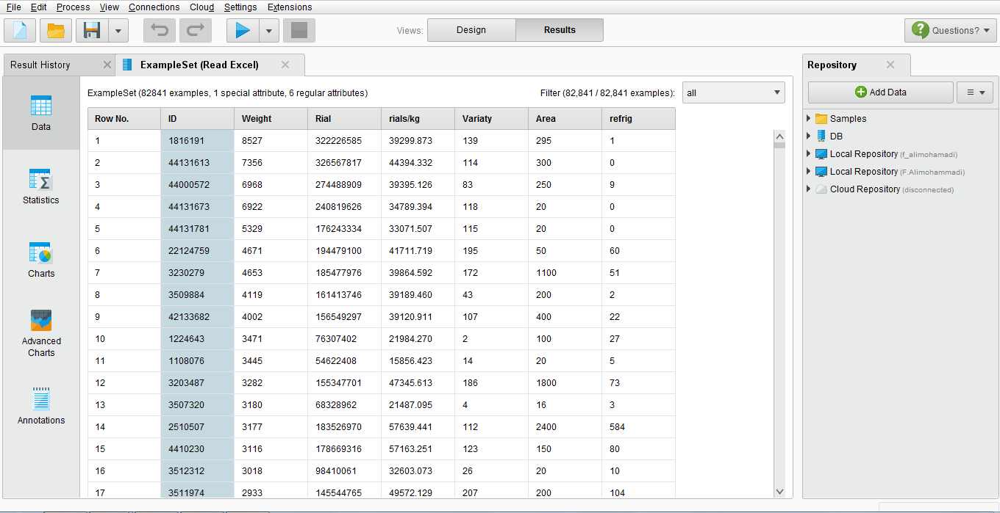 File Edit Process View Connections Cloud Settings Extensions
Views: Design Results Questions?
Result History ExampleSet (Read Excel)
ExampleSet (82841 examples, 1 special attribute, 6 regular attributes) Filter (82,841 / 82,841 examples): all
Row No. ID Weight Rial rials/kg Variaty Area refrig
1 1816191 8527 322226585 39299.873 139 295 1
2 44131613 7356 326567817 44394.332 114 300 0
3 44000572 6968 274488909 39395.126 83 250 9
4 44131673 6922 240819626 34789.394 118 20 0
5 44131781 5329 176243334 33071.507 115 20 0
6 22124759 4671 194479100 41711.719 195 50 60
7 3230279 4653 185477976 39864.592 172 1100 51
8 3509884 4119 161413746 39189.460 43 200 2
9 42133682 4002 156549297 39120.911 107 400 22
10 1224643 3471 76307402 21984.270 2 100 27
11 1108076 3445 54622408 15856.423 14 20 5
12 3203487 3282 155347701 47345.613 186 1800 73
13 3507320 3180 68328962 21487.095 4 16 3
14 2510507 3177 183526970 57639.441 112 2400 584
15 4410230 3116 178669316 57163.251 123 150 80
16 3512312 3018 98410061 32603.073 26 20 10
17 3511974 2933 145544765 49572.129 207 200 104
Data
Statistics
Charts
Advanced
Charts
Annotations
Repository
Add Data
Samples
DB
Local Repository (f_alimohamadi)
Local Repository (F.Alimohammadi)
Cloud Repository (disconnected)